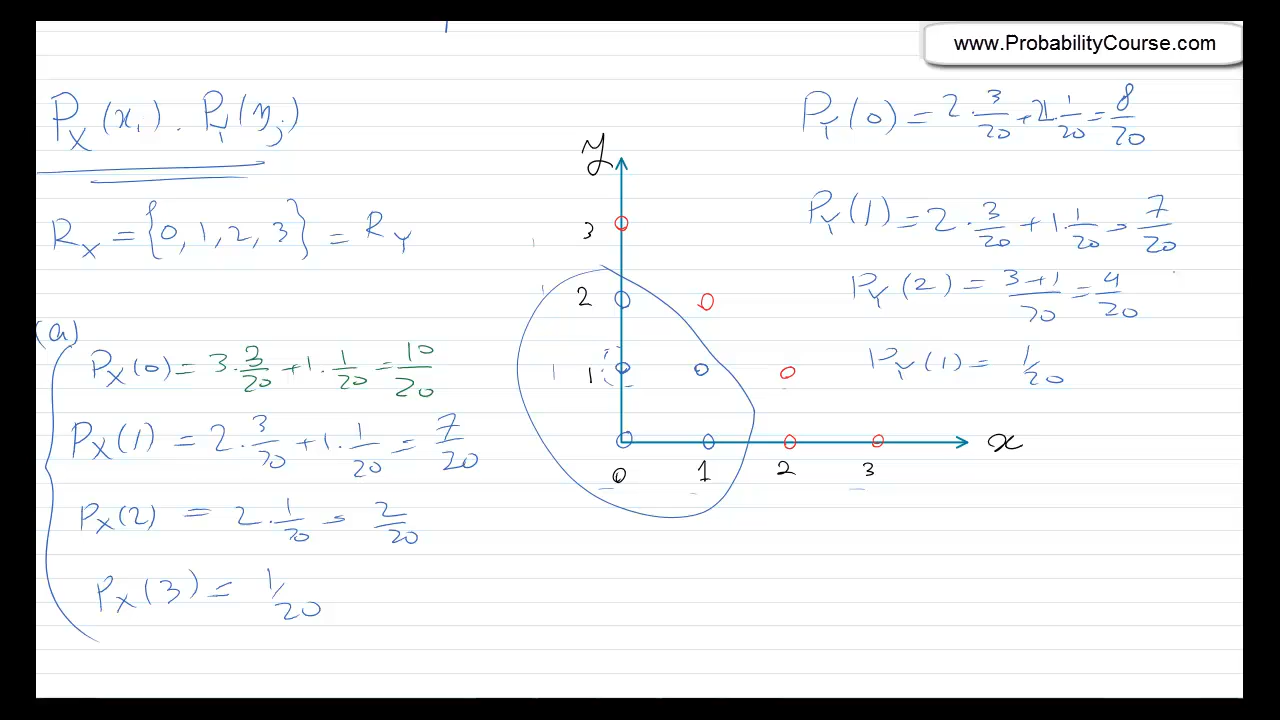 www.ProbabilityCourse.com
P_X(x_i) . P_Y(y_j)
R_X = {0, 1, 2, 3} = R_Y
(a)
P_X(0) = 3 . 3/20 + 1 . 1/20 = 10/20
P_X(1) = 2 . 3/20 + 1 . 1/20 = 7/20
P_X(2) = 2 . 1/20 = 2/20
P_X(3) = 1/20
y
3
2
1
0 1 2 3
x
P_Y(0) = 2 . 3/20 + 2 . 1/20 = 8/20
P_Y(1) = 2 . 3/20 + 1 . 1/20 = 7/20
P_Y(2) = 3+1/20 = 4/20
P_Y(1) = 1/20